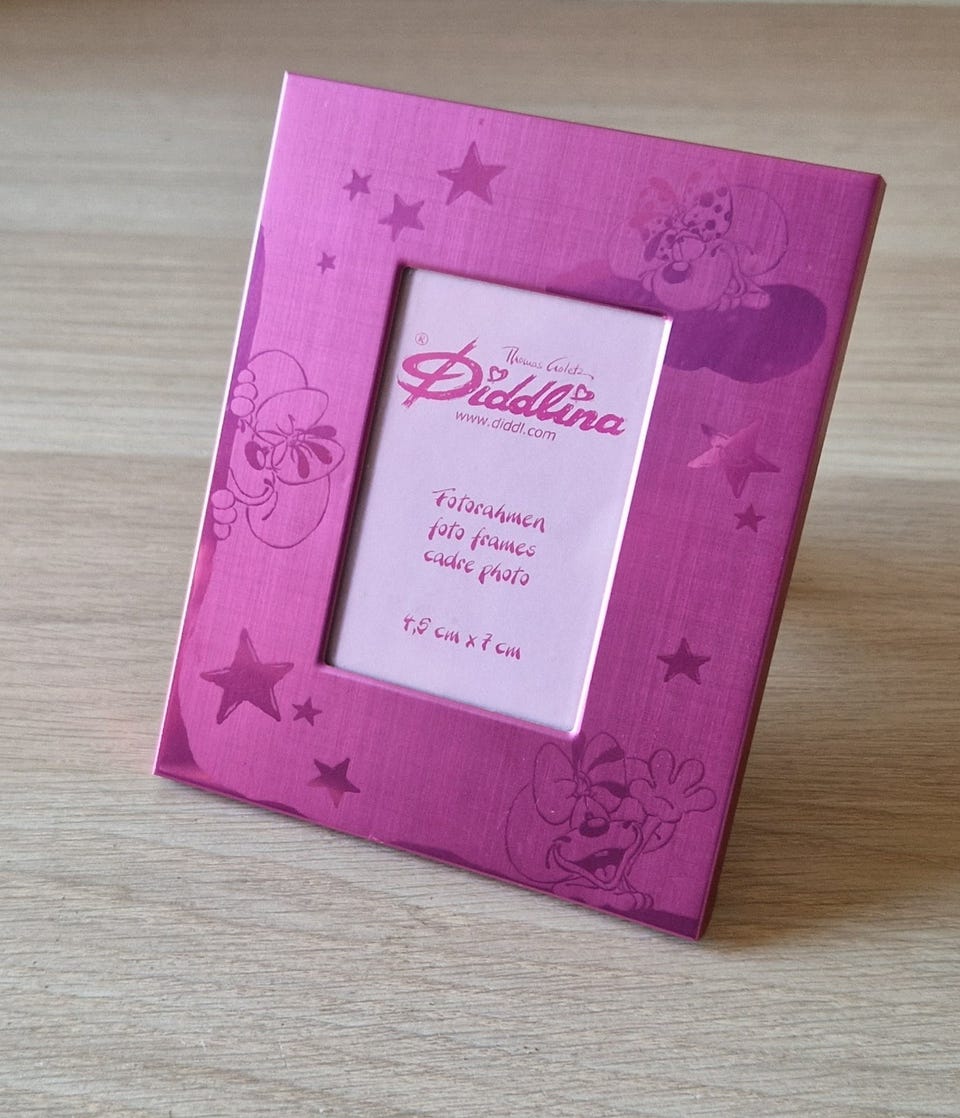 ®
Thomas Goletz
Diddlina
www.diddl.com
Fotorahmen
foto frames
cadre photo
4,5 cm x 7 cm